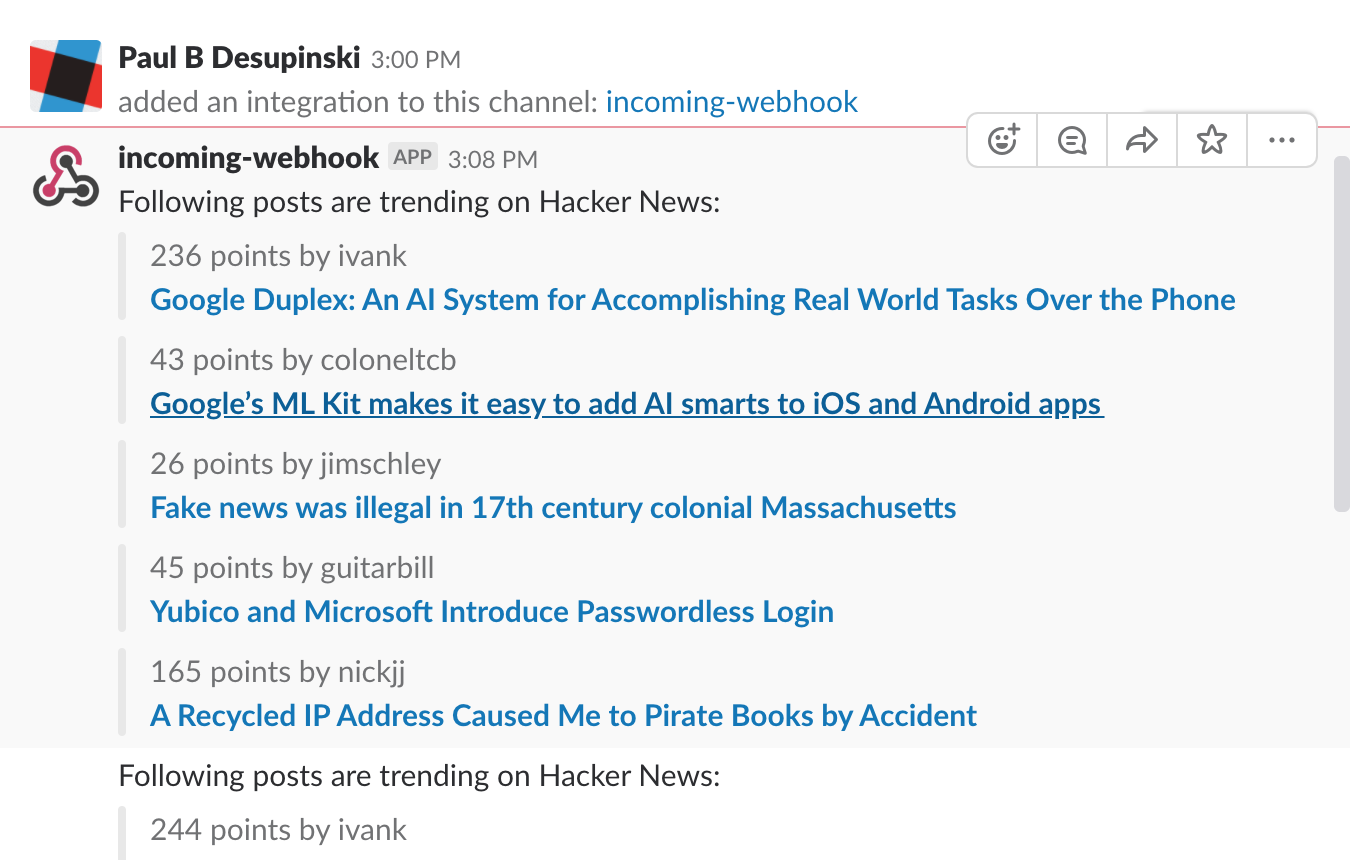 Paul B Desupinski 3:00 PM
added an integration to this channel: incoming-webhook
incoming-webhook APP 3:08 PM
Following posts are trending on Hacker News:
236 points by ivank
Google Duplex: An AI System for Accomplishing Real World Tasks Over the Phone
43 points by coloneltcb
Google’s ML Kit makes it easy to add AI smarts to iOS and Android apps
26 points by jimschley
Fake news was illegal in 17th century colonial Massachusetts
45 points by guitarbill
Yubico and Microsoft Introduce Passwordless Login
165 points by nickjj
A Recycled IP Address Caused Me to Pirate Books by Accident
Following posts are trending on Hacker News:
244 points by ivank